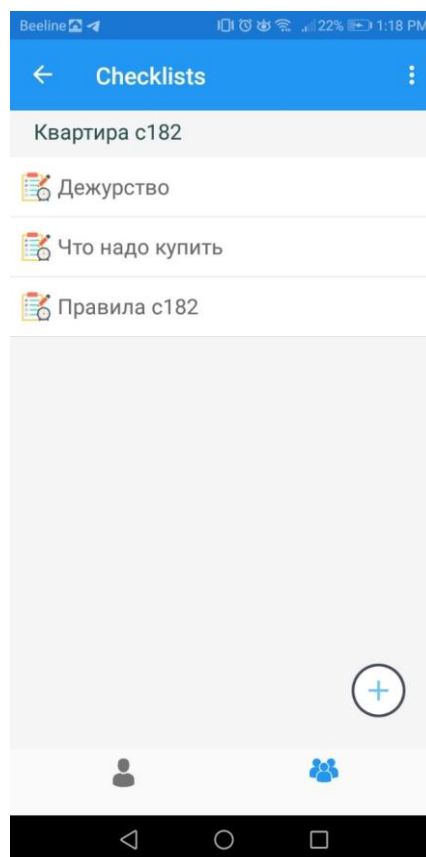 Beeline 22% 1:18 PM
Checklists
Квартира с182
Дежурство
Что надо купить
Правила с182